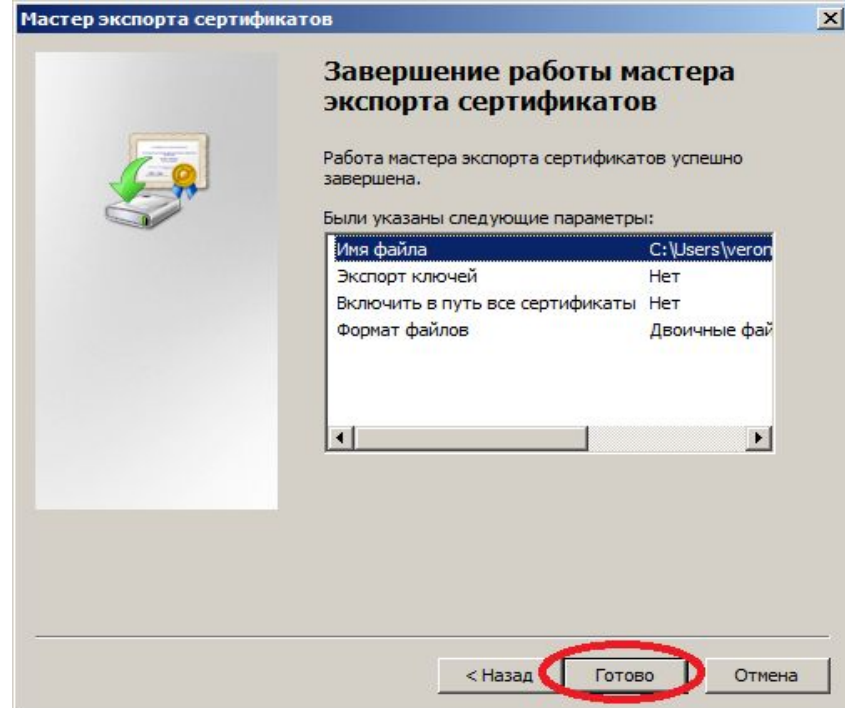 Мастер экспорта сертификатов
Завершение работы мастера
экспорта сертификатов
Работа мастера экспорта сертификатов успешно
завершена.
Были указаны следующие параметры:
Имя файла C:\Users\veron
Экспорт ключей Нет
Включить в путь все сертификаты Нет
Формат файлов Двоичные фай
< Назад Готово Отмена